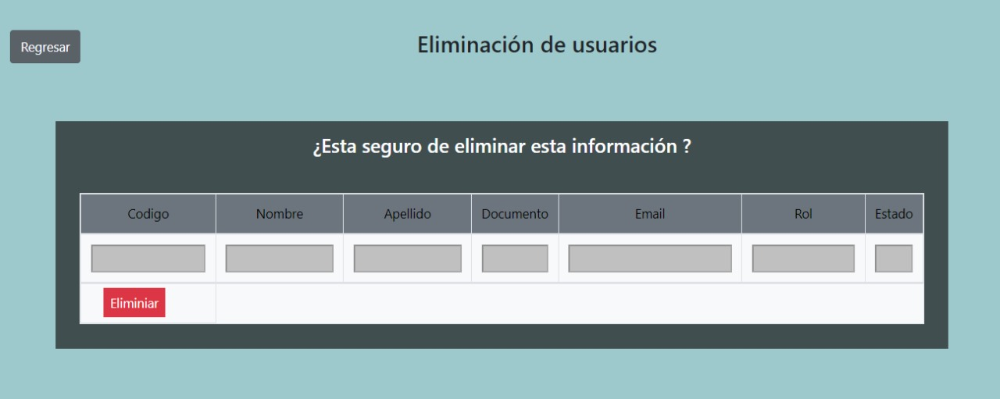 Regresar
Eliminación de usuarios
¿Esta seguro de eliminar esta información ?
Codigo Nombre Apellido Documento Email Rol Estado
Eliminiar